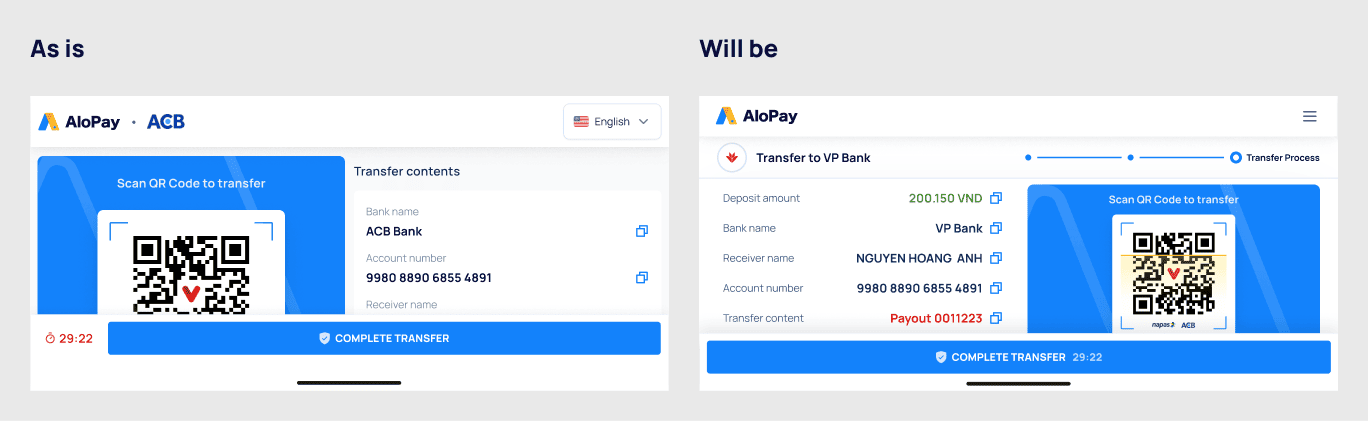 As is
AloPay • ACB
English
Scan QR Code to transfer
Transfer contents
Bank name
ACB Bank
Account number
9980 8890 6855 4891
Receiver name
29:22
COMPLETE TRANSFER
Will be
AloPay
Transfer to VP Bank
Transfer Process
Deposit amount
200.150 VND
Bank name
VP Bank
Receiver name
NGUYEN HOANG ANH
Account number
9980 8890 6855 4891
Transfer content
Payout 0011223
Scan QR Code to transfer
napas ACB
COMPLETE TRANSFER 29:22